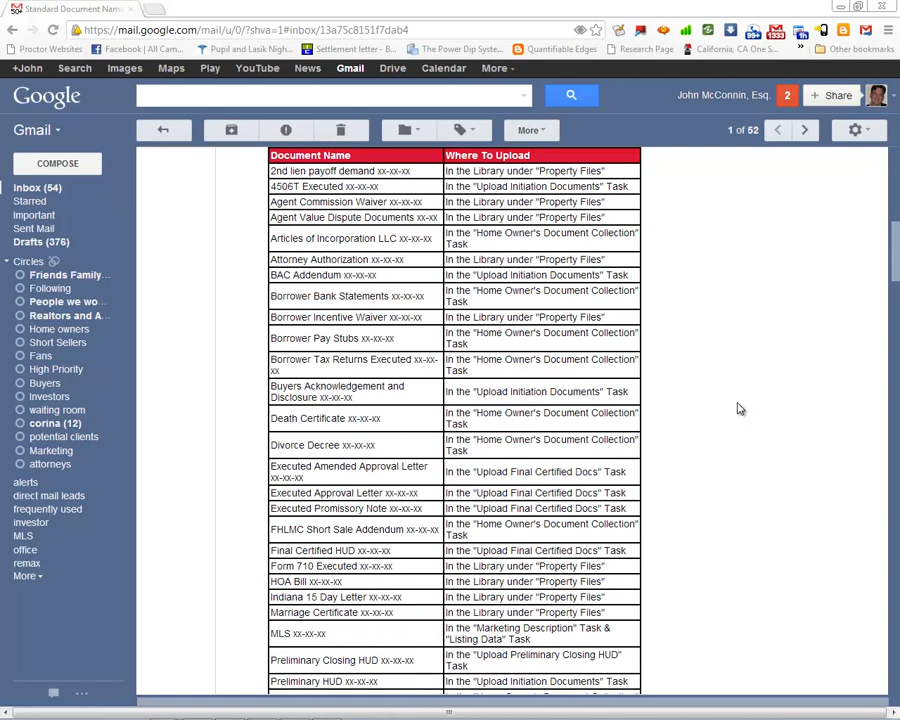 50+
Standard Document Namin
https://mail.google.com/mail/u/0/?shva=1#inbox/13a75c8151f7dab4
99+
1333
1h
Proctor Websites
Facebook | All Cam...
Pupil and Lasik Nigh...
Settlement letter - B...
The Power Dip Syste...
Quantifiable Edges
Research Page
California, CA One S...
Other bookmarks
+John
Search
Images
Maps
Play
YouTube
News
Gmail
Drive
Calendar
More
Google
John McConnin, Esq.
2
+ Share
Gmail
More
1 of 52
COMPOSE
Inbox (54)
Starred
Important
Sent Mail
Drafts (376)
Circles
Friends Family...
Following
People we wo...
Realtors and A...
Home owners
Short Sellers
Fans
High Priority
Buyers
Investors
waiting room
corina (12)
potential clients
Marketing
attorneys
alerts
direct mail leads
frequently used
investor
MLS
office
remax
More
Document Name Where To Upload
2nd lien payoff demand xx-xx-xx In the Library under "Property Files"
4506T Executed xx-xx-xx In the "Upload Initiation Documents" Task
Agent Commission Waiver xx-xx-xx In the Library under "Property Files"
Agent Value Dispute Documents xx-xx In the Library under "Property Files"
Articles of Incorporation LLC xx-xx-xx In the "Home Owner's Document Collection"
Task
Attorney Authorization xx-xx-xx In the Library under "Property Files"
BAC Addendum xx-xx-xx In the "Upload Initiation Documents" Task
Borrower Bank Statements xx-xx-xx In the "Home Owner's Document Collection"
Task
Borrower Incentive Waiver xx-xx-xx In the Library under "Property Files"
Borrower Pay Stubs xx-xx-xx In the "Home Owner's Document Collection"
Task
Borrower Tax Returns Executed xx-xx- In the "Home Owner's Document Collection"
xx Task
Buyers Acknowledgement and
Disclosure xx-xx-xx In the "Upload Initiation Documents" Task
Death Certificate xx-xx-xx In the "Home Owner's Document Collection"
Task
Divorce Decree xx-xx-xx In the "Home Owner's Document Collection"
Task
Executed Amended Approval Letter
xx-xx-xx In the "Upload Final Certified Docs" Task
Executed Approval Letter xx-xx-xx In the "Upload Final Certified Docs" Task
Executed Promissory Note xx-xx-xx In the "Upload Final Certified Docs" Task
FHLMC Short Sale Addendum xx-xx-xx In the "Home Owner's Document Collection"
Task
Final Certified HUD xx-xx-xx In the "Upload Final Certified Docs" Task
Form 710 Executed xx-xx-xx In the Library under "Property Files"
HOA Bill xx-xx-xx In the Library under "Property Files"
Indiana 15 Day Letter xx-xx-xx In the Library under "Property Files"
Marriage Certificate xx-xx-xx In the Library under "Property Files"
MLS xx-xx-xx In the "Marketing Description" Task &
"Listing Data" Task
Preliminary Closing HUD xx-xx-xx In the "Upload Preliminary Closing HUD"
Task
Preliminary HUD xx-xx-xx In the "Upload Initiation Documents" Task